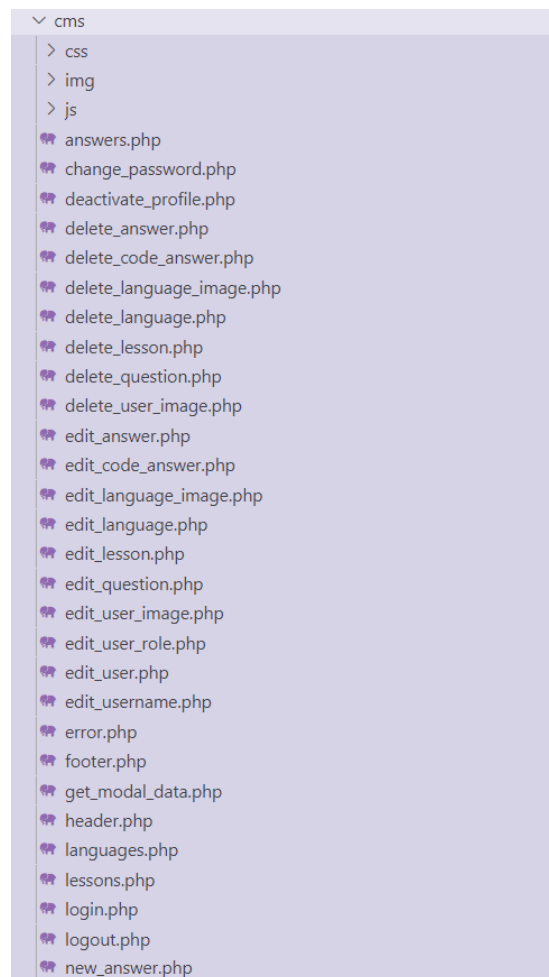 cms
css
img
js
answers.php
change_password.php
deactivate_profile.php
delete_answer.php
delete_code_answer.php
delete_language_image.php
delete_language.php
delete_lesson.php
delete_question.php
delete_user_image.php
edit_answer.php
edit_code_answer.php
edit_language_image.php
edit_language.php
edit_lesson.php
edit_question.php
edit_user_image.php
edit_user_role.php
edit_user.php
edit_username.php
error.php
footer.php
get_modal_data.php
header.php
languages.php
lessons.php
login.php
logout.php
new_answer.php